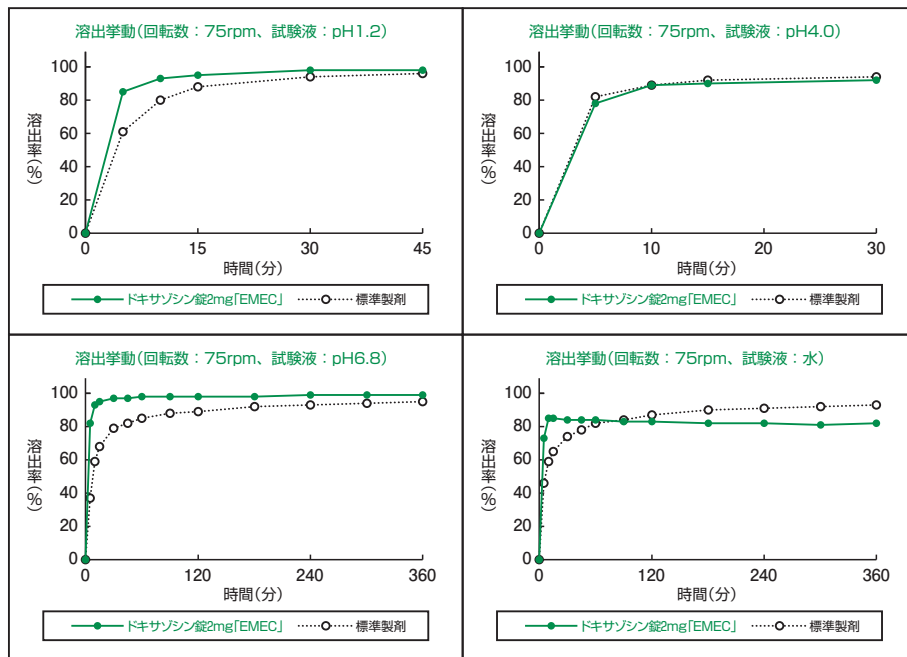 溶出挙動(回転数：75rpm、試験液：pH1.2)
100
80
60
40
20
0
溶出率(%)
0 15 30 45
時間(分)
ドキサゾシン錠2mg「EMEC」 標準製剤
溶出挙動(回転数：75rpm、試験液：pH4.0)
100
80
60
40
20
0
溶出率(%)
0 10 20 30
時間(分)
ドキサゾシン錠2mg「EMEC」 標準製剤
溶出挙動(回転数：75rpm、試験液：pH6.8)
100
80
60
40
20
0
溶出率(%)
0 120 240 360
時間(分)
ドキサゾシン錠2mg「EMEC」 標準製剤
溶出挙動(回転数：75rpm、試験液：水)
100
80
60
40
20
0
溶出率(%)
0 120 240 360
時間(分)
ドキサゾシン錠2mg「EMEC」 標準製剤